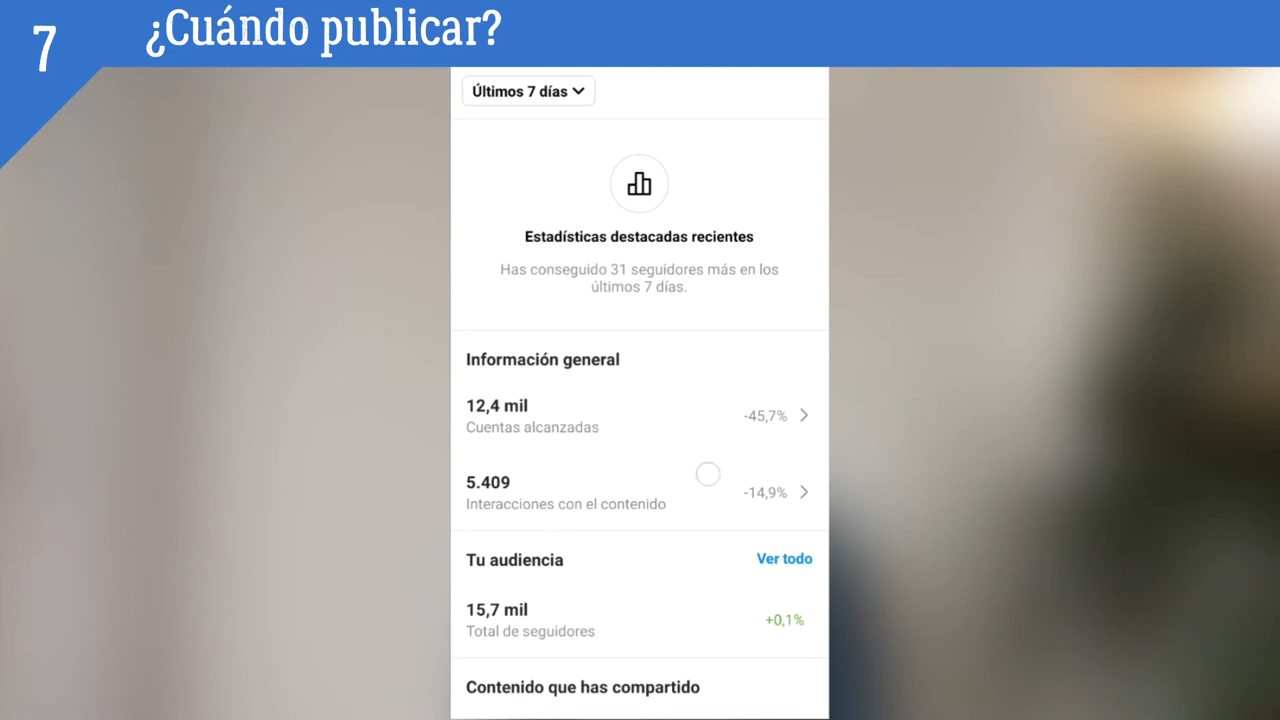 7
¿Cuándo publicar?
Últimos 7 días
Estadísticas destacadas recientes
Has conseguido 31 seguidores más en los
últimos 7 días.
Información general
12,4 mil
Cuentas alcanzadas
-45,7%
5.409
Interacciones con el contenido
-14,9%
Tu audiencia
Ver todo
15,7 mil
Total de seguidores
+0,1%
Contenido que has compartido